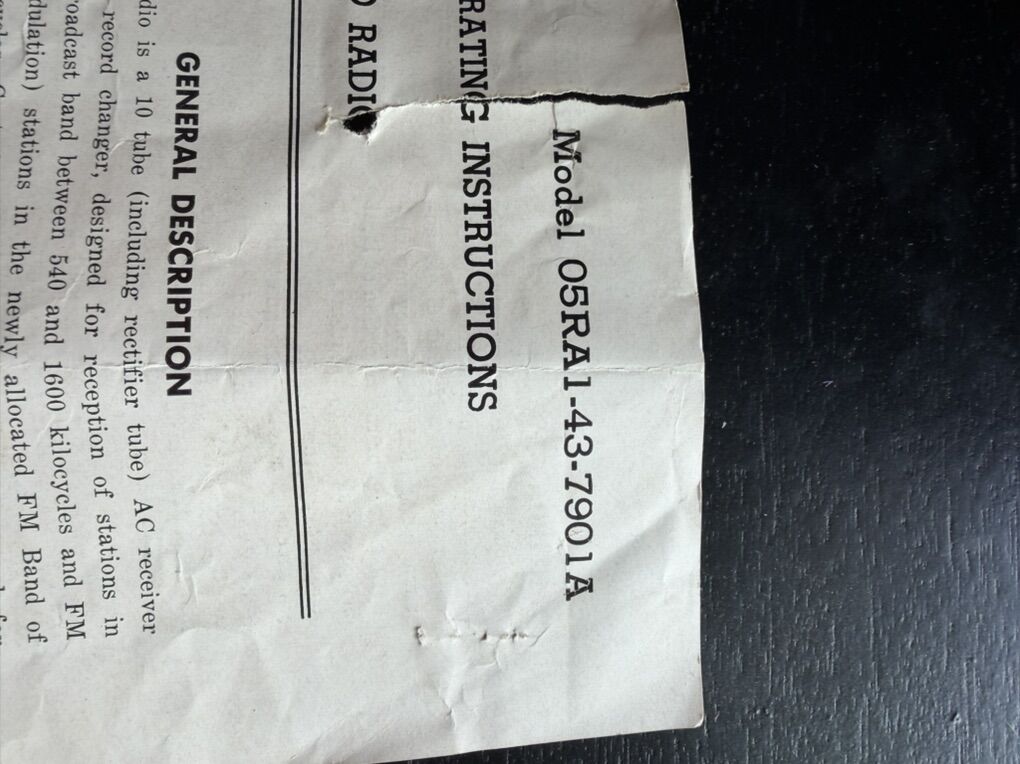 Model 05RA1-43-7901A
RATING INSTRUCTIONS
O RADIO
GENERAL DESCRIPTION
dio is a 10 tube (including rectifier tube) AC receiver
record changer, designed for reception of stations in
roadcast band between 540 and 1600 kilocycles and FM
dulation) stations in the newly allocated FM Band of